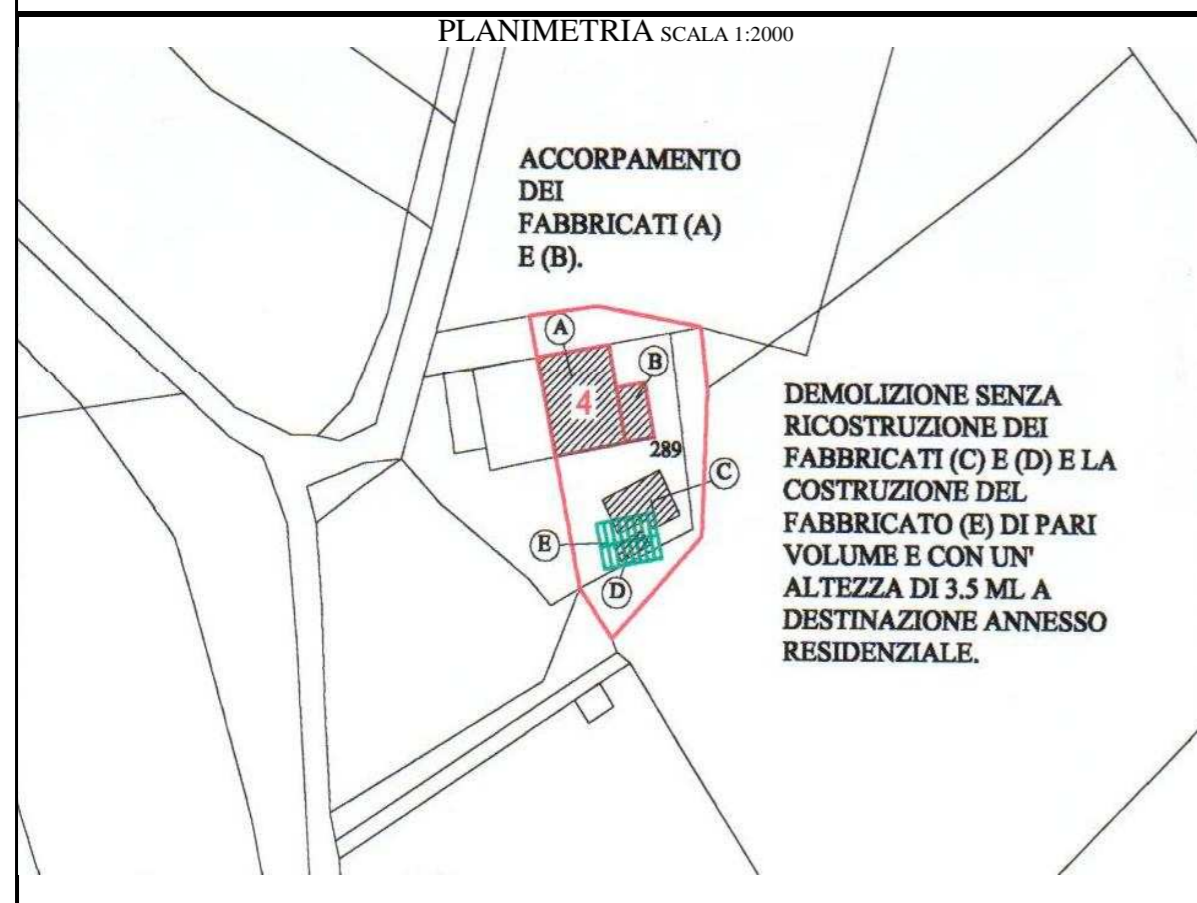 PLANIMETRIA SCALA 1:2000
ACCORPAMENTO
DEI
FABBRICATI (A)
E (B).
A
B
4
289
C
E
D
DEMOLIZIONE SENZA
RICOSTRUZIONE DEI
FABBRICATI (C) E (D) E LA
COSTRUZIONE DEL
FABBRICATO (E) DI PARI
VOLUME E CON UN'
ALTEZZA DI 3.5 ML A
DESTINAZIONE ANNESSO
RESIDENZIALE.